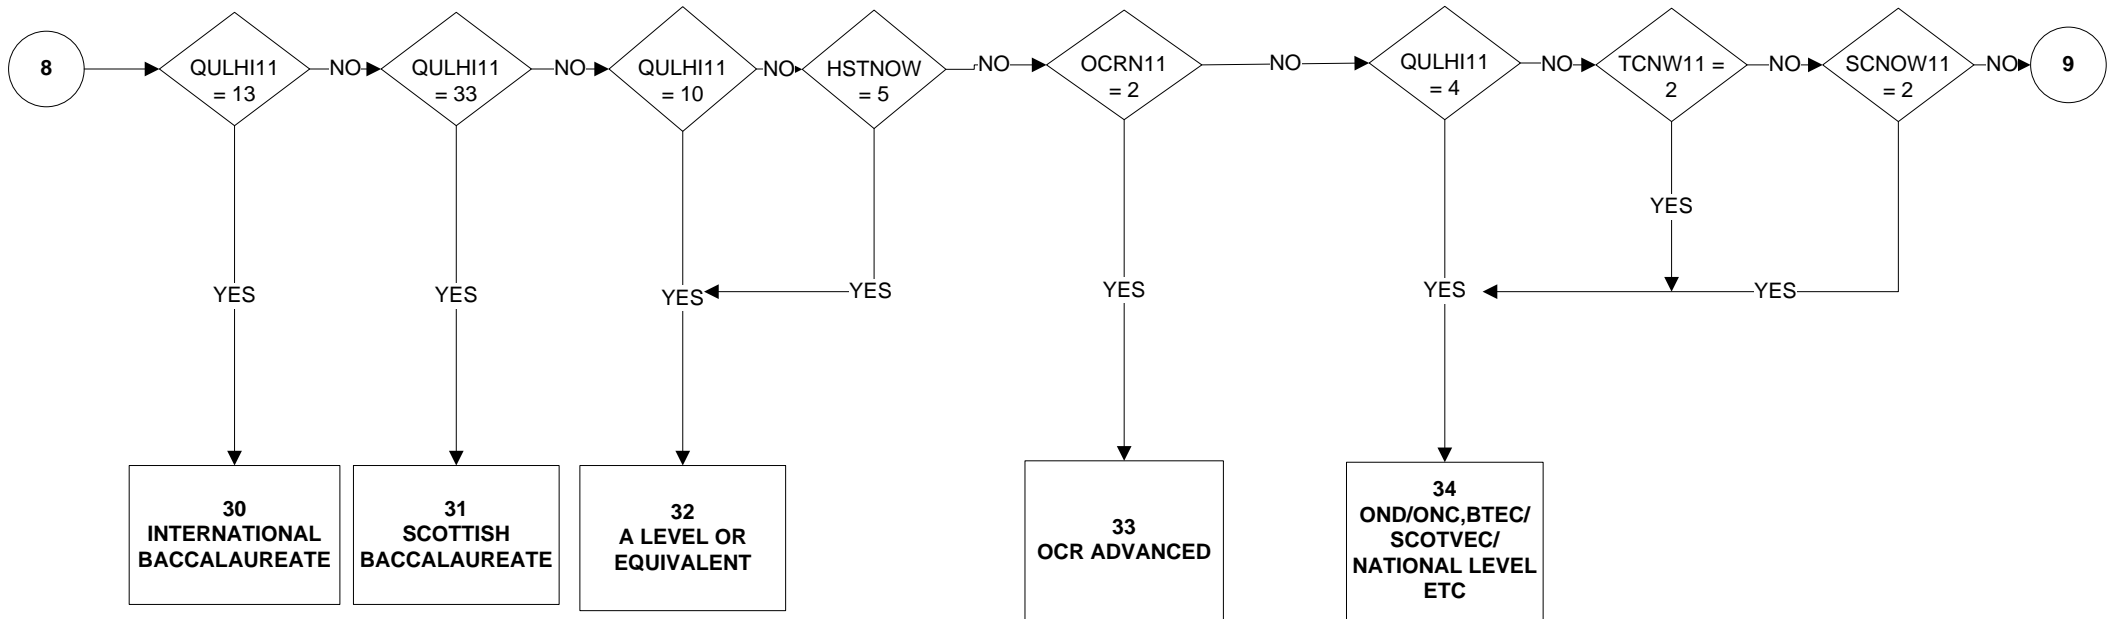 8
QULHI11
= 13
NO
QULHI11
= 33
NO
QULHI11
= 10
NO
HSTNOW
= 5
NO
OCRN11
= 2
NO
QULHI11
= 4
NO
TCNW11 =
2
NO
SCNOW11
= 2
NO
9
YES
YES
YES
YES
YES
YES
YES
YES
30
INTERNATIONAL
BACCALAUREATE
31
SCOTTISH
BACCALAUREATE
32
A LEVEL OR
EQUIVALENT
33
OCR ADVANCED
34
OND/ONC,BTEC/
SCOTVEC/
NATIONAL LEVEL
ETC